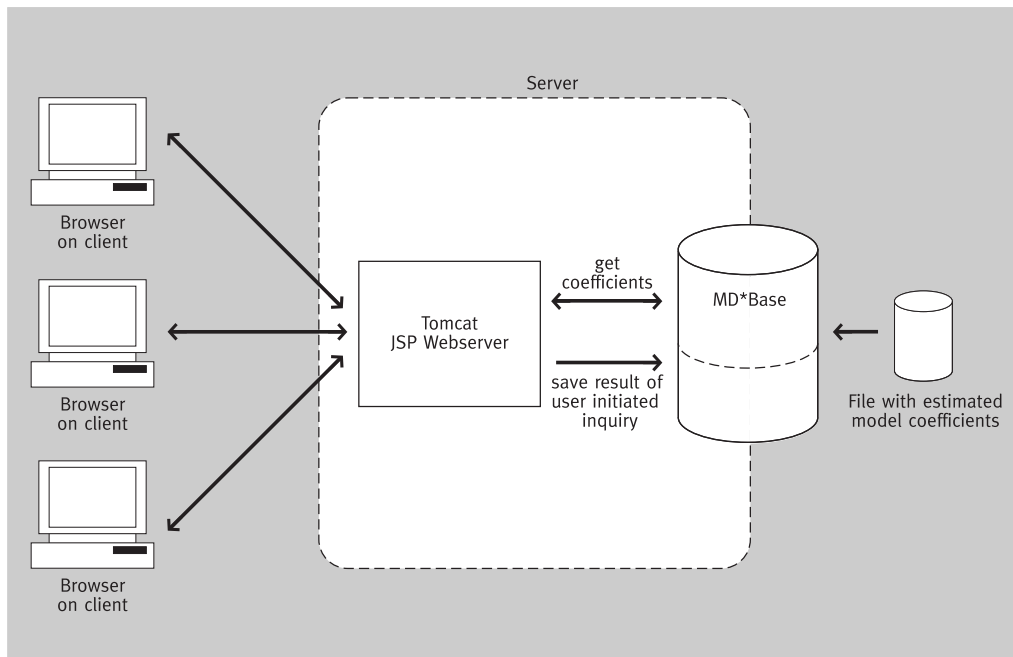 Server
Browser
on client
Browser
on client
Browser
on client
Tomcat
JSP Webserver
get
coefficients
save result of
user initiated
inquiry
MD*Base
File with estimated
model coefficients